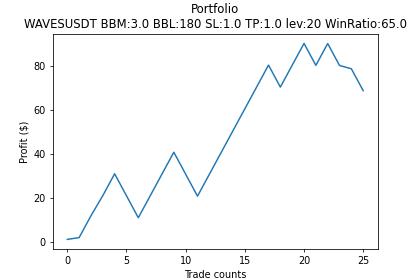 Portfolio
WAVESUSDT BBM:3.0 BBL:180 SL:1.0 TP:1.0 lev:20 WinRatio:65.0
80
60
40
20
0
Profit ($)
0 5 10 15 20 25
Trade counts